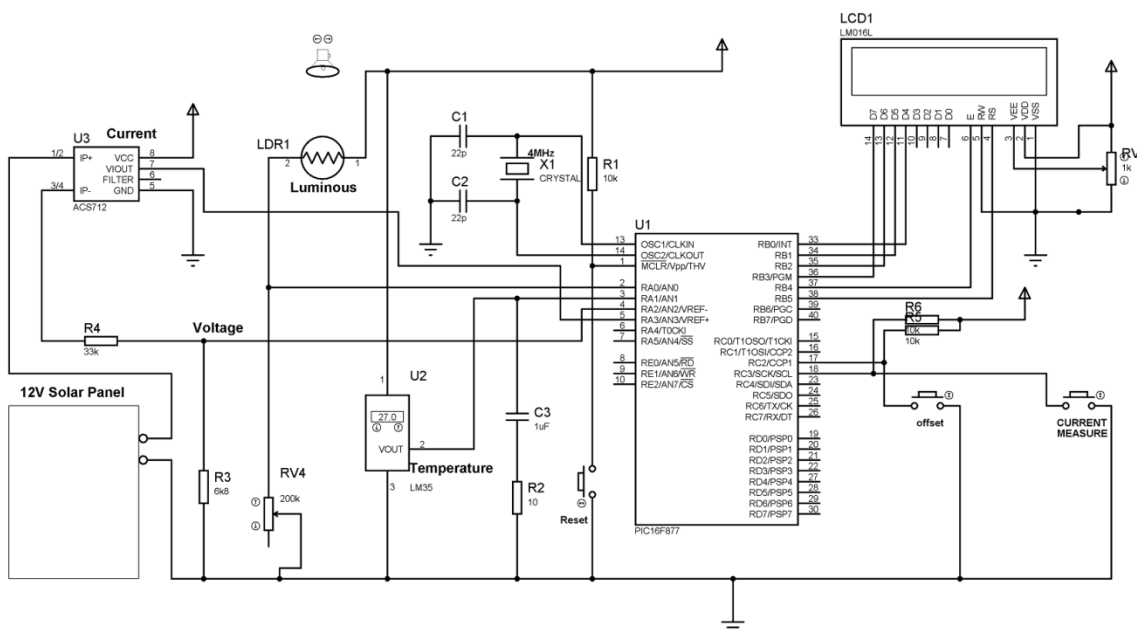 LCD1
LM016L
D7 D6 D5 D4 D3 D2 D1 D0 E RW RS VEE VDD VSS
14 13 12 11 10 9 8 7 6 5 4 3 2 1
RV
1k
U3
Current
1/2 IP+ VCC 8
VIOUT 7
FILTER 6
3/4 IP- GND 5
ACS712
LDR1
2 1
Luminous
C1
22p
4MHz
X1
CRYSTAL
C2
22p
R1
10k
U1
13 OSC1/CLKIN RB0/INT 33
14 OSC2/CLKOUT RB1 34
1 MCLR/Vpp/THV RB2 35
RB3/PGM 36
2 RA0/AN0 RB4 37
3 RA1/AN1 RB5 38
4 RA2/AN2/VREF- RB6/PGC 39
5 RA3/AN3/VREF+ RB7/PGD 40
6 RA4/T0CKI
7 RA5/AN4/SS RC0/T1OSO/T1CKI 15
RC1/T1OSI/CCP2 16
8 RE0/AN5/RD RC2/CCP1 17
9 RE1/AN6/WR RC3/SCK/SCL 18
10 RE2/AN7/CS RC4/SDI/SDA 23
RC5/SDO 24
RC6/TX/CK 25
RC7/RX/DT 26
RD0/PSP0 19
RD1/PSP1 20
RD2/PSP2 21
RD3/PSP3 22
RD4/PSP4 27
RD5/PSP5 28
RD6/PSP6 29
RD7/PSP7 30
PIC16F877
R6
R5
10k
10k
offset
CURRENT
MEASURE
R4
33k
Voltage
12V Solar Panel
R3
6k8
RV4
200k
U2
1
27.0
VOUT 2
3
Temperature
LM35
C3
1uF
R2
10
Reset